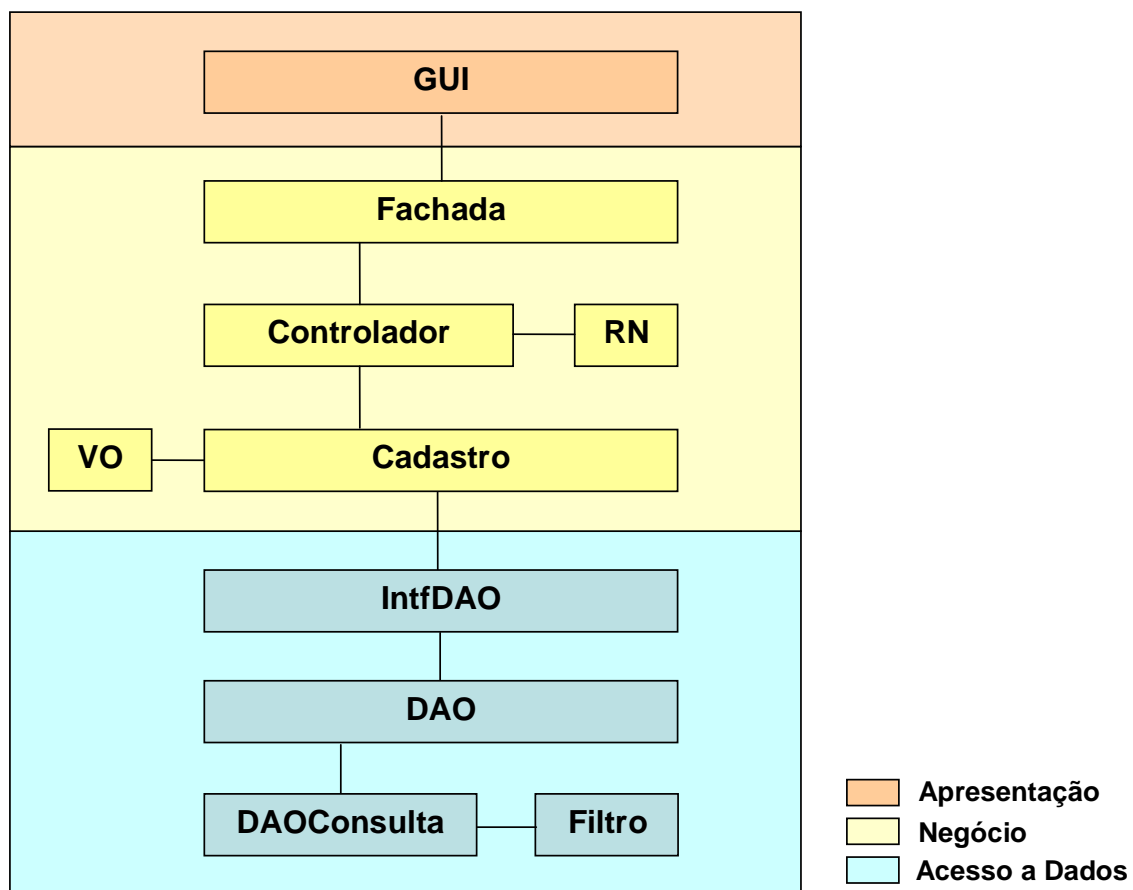 GUI
Fachada
Controlador
RN
VO
Cadastro
IntfDAO
DAO
DAOConsulta
Filtro
Apresentação
Negócio
Acesso a Dados